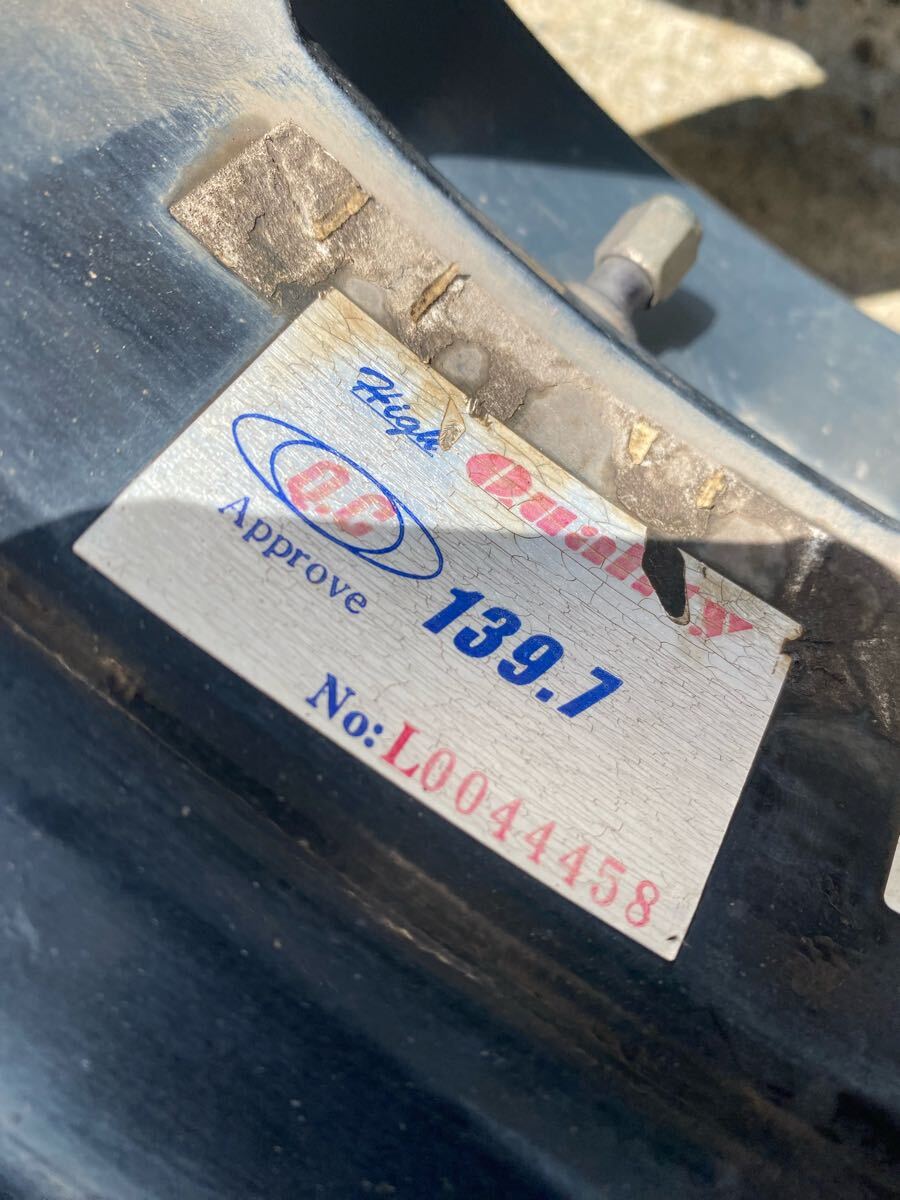 High Quality
Q.C
Approve
139.7
No: L0044458